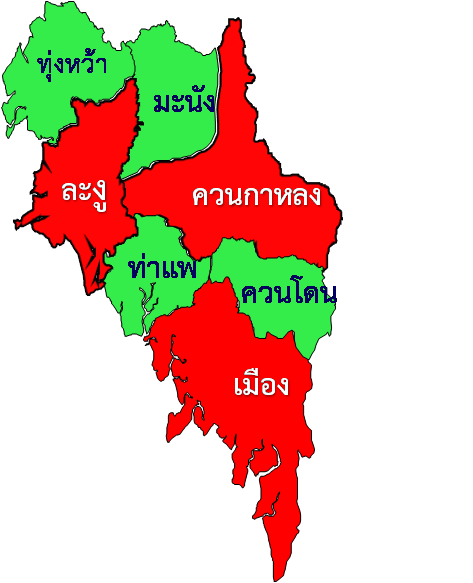 ทุ่งหว้า
มะนัง
ละงู
ควนกาหลง
ท่าแพ
ควนโดน
เมือง